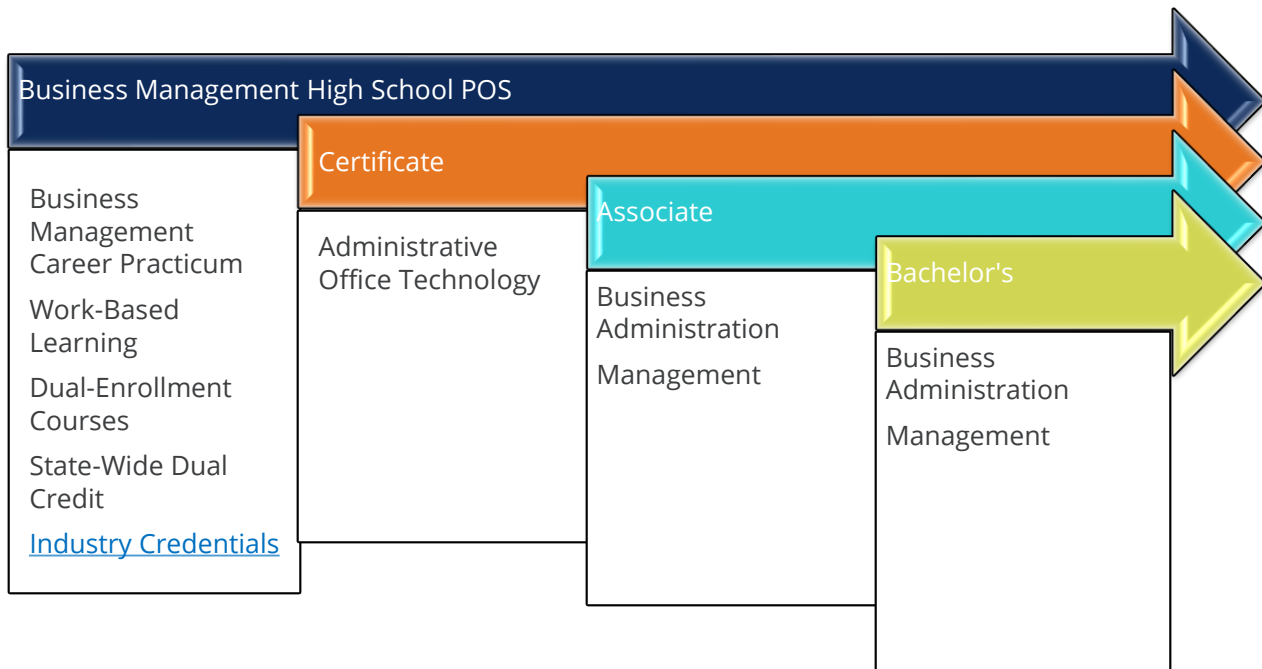 Business Management High School POS
Business
Management
Career Practicum
Work-Based
Learning
Dual-Enrollment
Courses
State-Wide Dual
Credit
Industry Credentials
Certificate
Administrative
Office Technology
Associate
Business
Administration
Management
Bachelor's
Business
Administration
Management